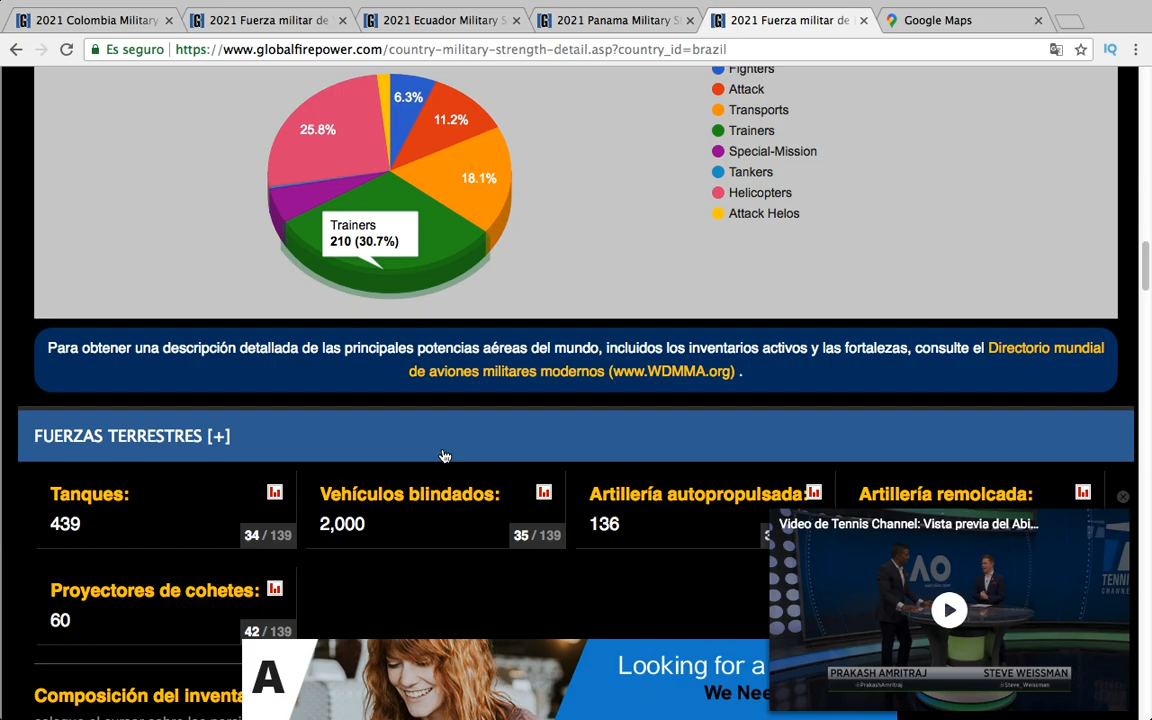 2021 Colombia Military
2021 Fuerza militar de
2021 Ecuador Military S
2021 Panama Military S
2021 Fuerza militar de
Google Maps
Es seguro
https://www.globalfirepower.com/country-military-strength-detail.asp?country_id=brazil
IQ
6.3%
11.2%
18.1%
25.8%
Trainers
210 (30.7%)
Fighters
Attack
Transports
Trainers
Special-Mission
Tankers
Helicopters
Attack Helos
Para obtener una descripción detallada de las principales potencias aéreas del mundo, incluidos los inventarios activos y las fortalezas, consulte el Directorio mundial
de aviones militares modernos (www.WDMMA.org) .
FUERZAS TERRESTRES [+]
Tanques:
439
34 / 139
Vehículos blindados:
2,000
35 / 139
Artillería autopropulsada:
136
Artillería remolcada:
Proyectores de cohetes:
60
42 / 139
Video de Tennis Channel: Vista previa del Abi...
AO
TENNIS
CHANNEL
PRAKASH AMRITRAJ
@PrakashAmritraj
STEVE WEISSMAN
@Steve_Weissman
A
Looking for a
We Nee
Composición del inventa